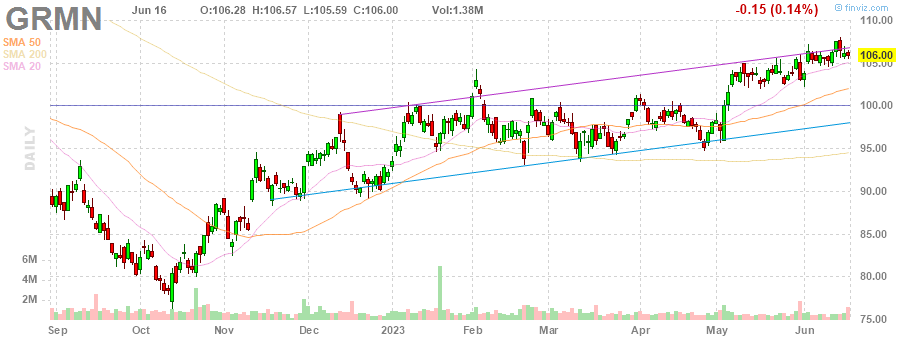 GRMN Jun 16 O:106.28 H:106.57 L:105.59 C:106.00 Vol:1.38M -0.15 (0.14%)
© finviz.com
SMA 50
SMA 200
SMA 20
DAILY
110.00
106.00
105.00
100.00
95.00
90.00
85.00
80.00
75.00
6M
4M
2M
Sep Oct Nov Dec 2023 Feb Mar Apr May Jun